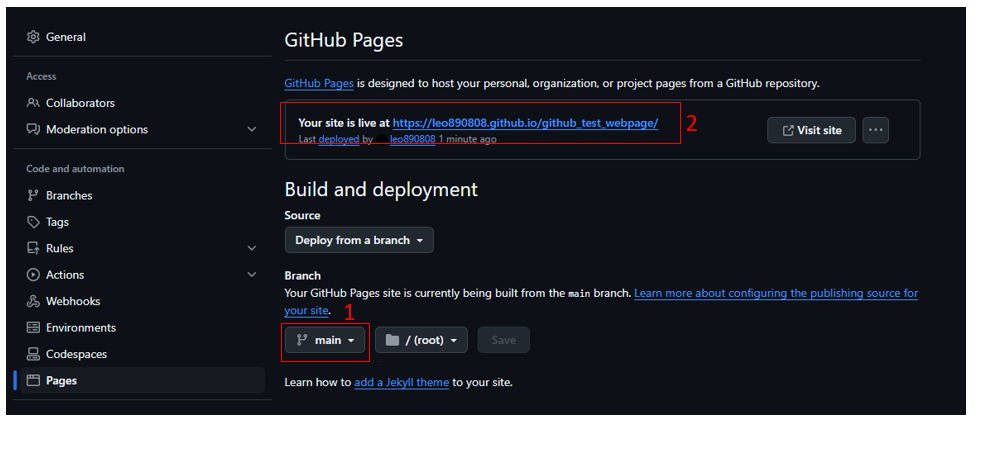 General
Access
Collaborators
Moderation options
Code and automation
Branches
Tags
Rules
Actions
Webhooks
Environments
Codespaces
Pages
GitHub Pages
GitHub Pages is designed to host your personal, organization, or project pages from a GitHub repository.
Your site is live at https://leo890808.github.io/github_test_webpage/
2
Last deployed by leo890808 1 minute ago
Visit site
Build and deployment
Source
Deploy from a branch
Branch
Your GitHub Pages site is currently being built from the main branch. Learn more about configuring the publishing source for
your site.
1
main
/ (root)
Save
Learn how to add a Jekyll theme to your site.